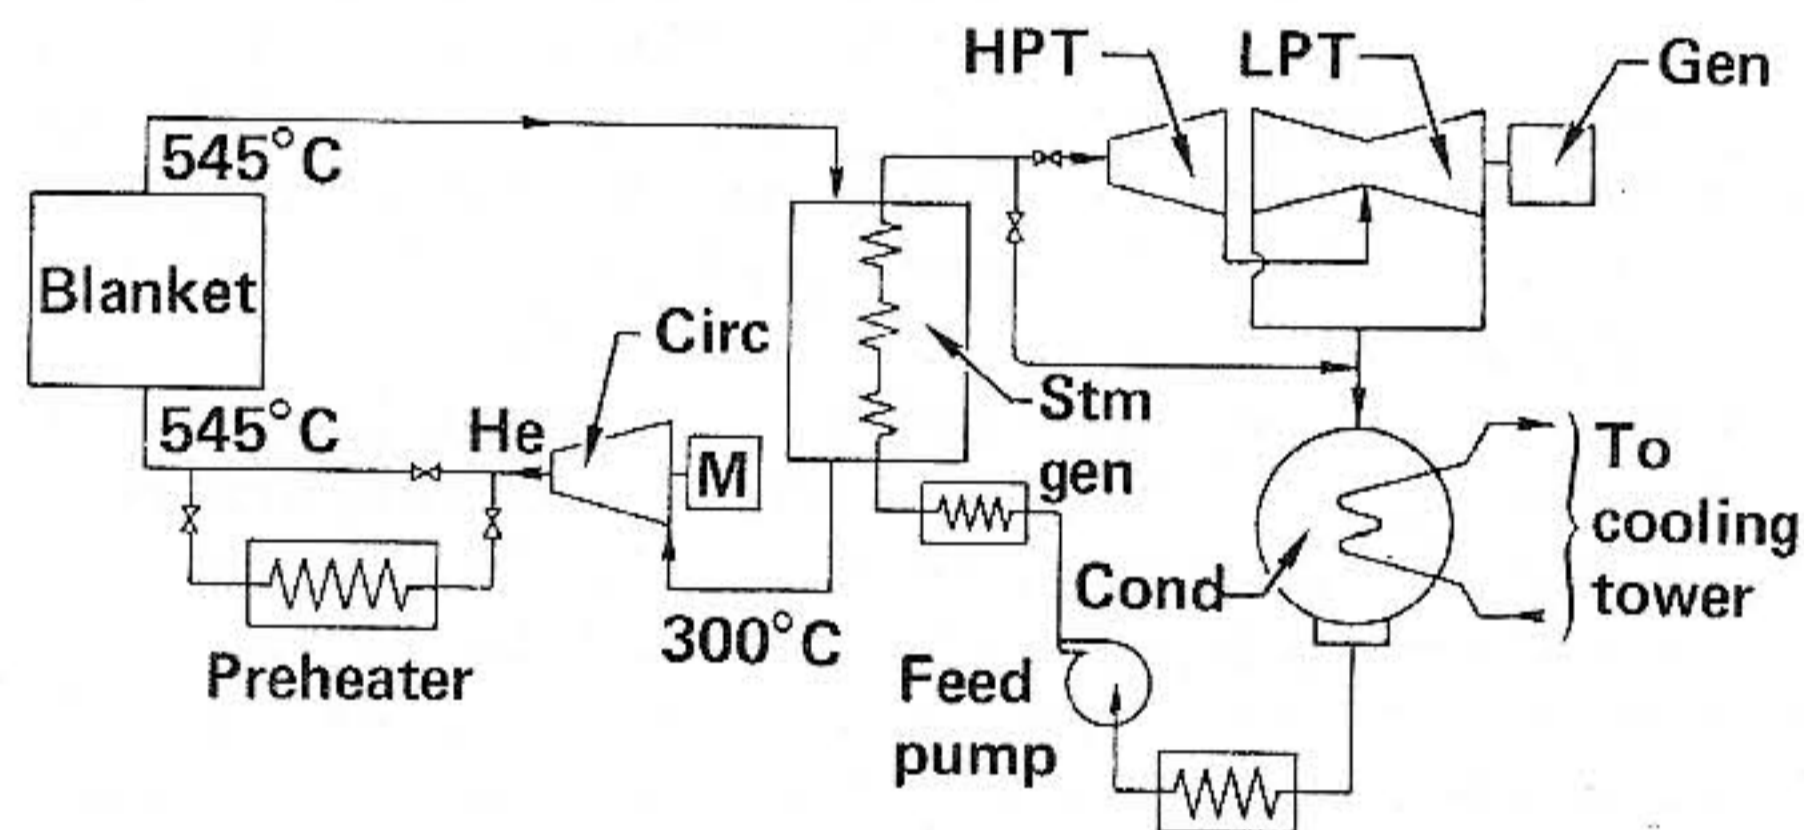 HPT
LPT
Gen
545°C
Blanket
Circ
545°C
He
M
Stm
gen
To
cooling
tower
Cond
300°C
Preheater
Feed
pump